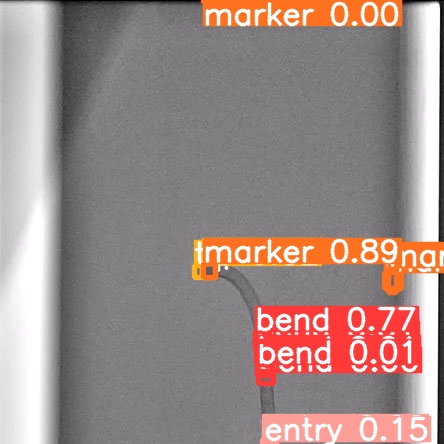 marker 0.00
marker 0.89
bend 0.77
bend 0.01
entry 0.15